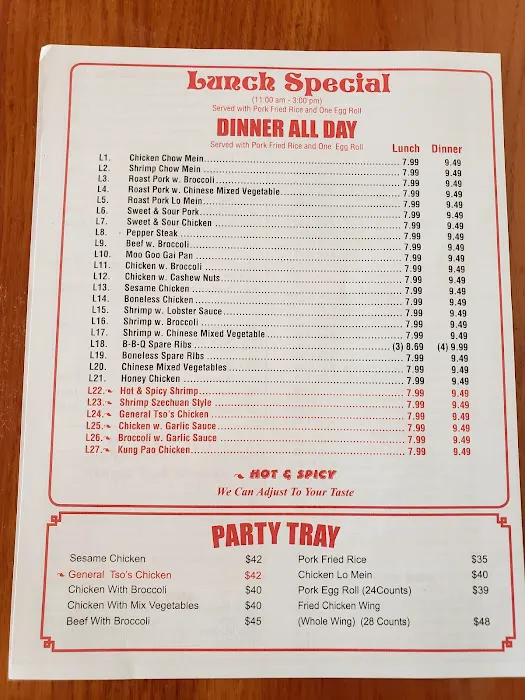 Lunch Special
(11:00 am - 3:00 pm)
Served with Pork Fried Rice and One Egg Roll
DINNER ALL DAY
Served with Pork Fried Rice and One Egg Roll
Lunch Dinner
L1. Chicken Chow Mein 7.99 9.49
L2. Shrimp Chow Mein 7.99 9.49
L3. Roast Pork w. Broccoli 7.99 9.49
L4. Roast Pork w. Chinese Mixed Vegetable 7.99 9.49
L5. Roast Pork Lo Mein 7.99 9.49
L6. Sweet & Sour Pork 7.99 9.49
L7. Sweet & Sour Chicken 7.99 9.49
L8. Pepper Steak 7.99 9.49
L9. Beef w. Broccoli 7.99 9.49
L10. Moo Goo Gai Pan 7.99 9.49
L11. Chicken w. Broccoli 7.99 9.49
L12. Chicken w. Cashew Nuts 7.99 9.49
L13. Sesame Chicken 7.99 9.49
L14. Boneless Chicken 7.99 9.49
L15. Shrimp w. Lobster Sauce 7.99 9.49
L16. Shrimp w. Broccoli 7.99 9.49
L17. Shrimp w. Chinese Mixed Vegetable 7.99 9.49
L18. B-B-Q Spare Ribs (3) 8.69 (4) 9.99
L19. Boneless Spare Ribs 7.99 9.49
L20. Chinese Mixed Vegetables 7.99 9.49
L21. Honey Chicken 7.99 9.49
L22. Hot & Spicy Shrimp 7.99 9.49
L23. Shrimp Szechuan Style 7.99 9.49
L24. General Tso's Chicken 7.99 9.49
L25. Chicken w. Garlic Sauce 7.99 9.49
L26. Broccoli w. Garlic Sauce 7.99 9.49
L27. Kung Pao Chicken 7.99 9.49
HOT & SPICY
We Can Adjust To Your Taste
PARTY TRAY
Sesame Chicken $42
General Tso's Chicken $42
Chicken With Broccoli $40
Chicken With Mix Vegetables $40
Beef With Broccoli $45
Pork Fried Rice $35
Chicken Lo Mein $40
Pork Egg Roll (24Counts) $39
Fried Chicken Wing
(Whole Wing) (28 Counts) $48